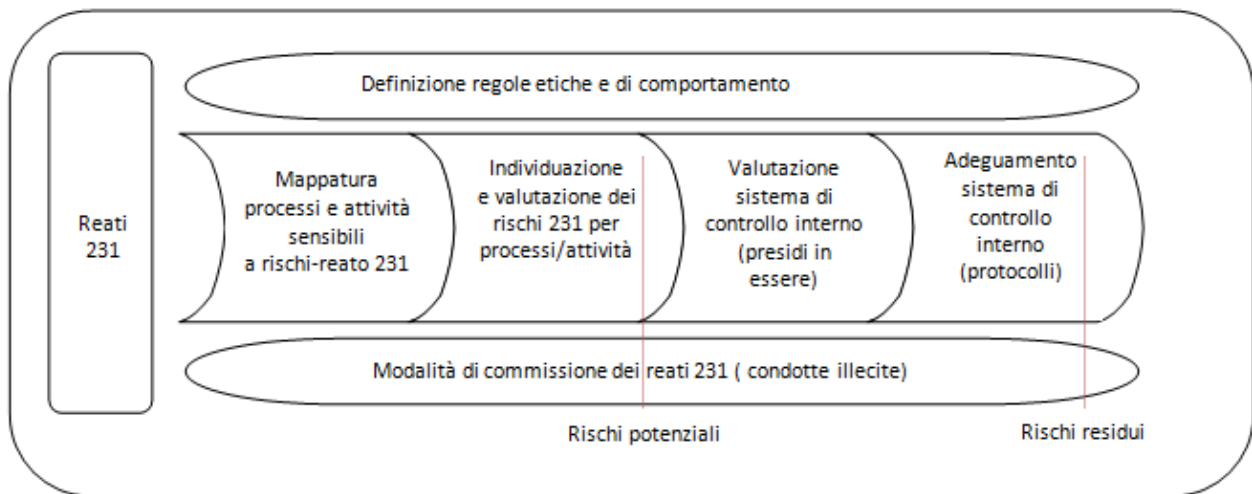 Definizione regole etiche e di comportamento
Reati
231
Mappatura
processi e attività
sensibili
a rischi-reato 231
Individuazione
e valutazione dei
rischi 231 per
processi/attività
Valutazione
sistema di
controllo interno
(presidi in
essere)
Adeguamento
sistema di
controllo
interno
(protocolli)
Modalità di commissione dei reati 231 ( condotte illecite)
Rischi potenziali
Rischi residui